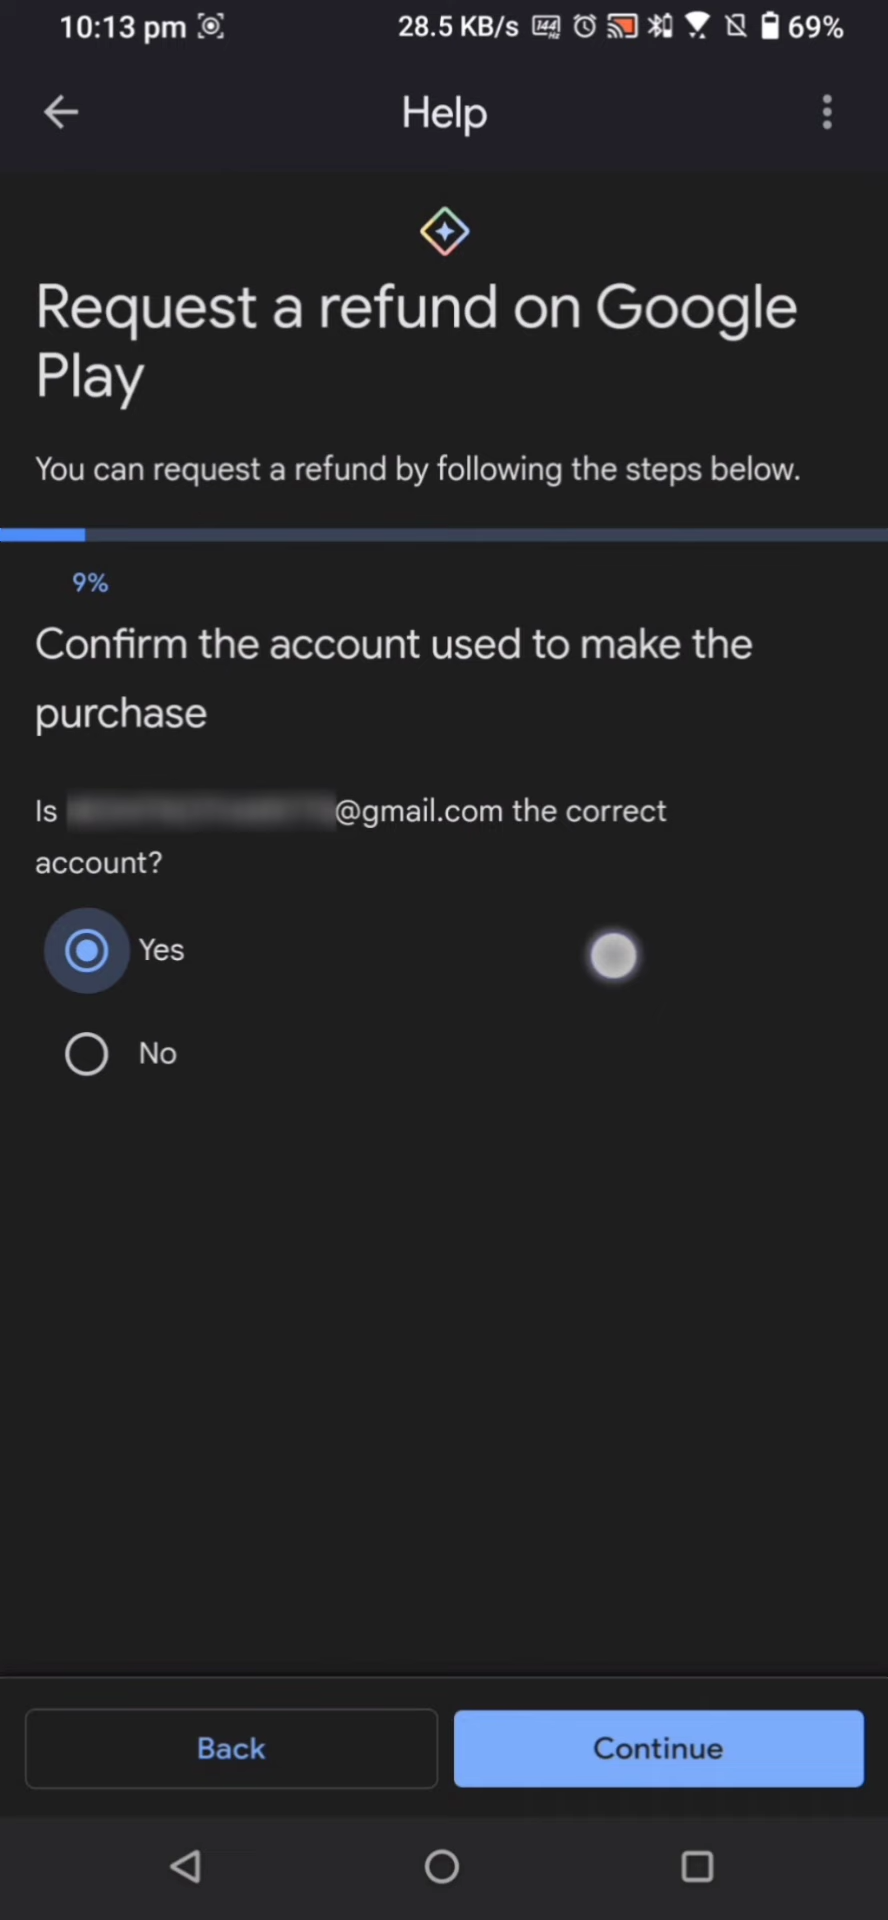 10:13 pm 28.5 KB/s 144 Hz 69%
Help
Request a refund on Google
Play
You can request a refund by following the steps below.
9%
Confirm the account used to make the
purchase
Is @gmail.com the correct
account?
Yes
No
Back Continue